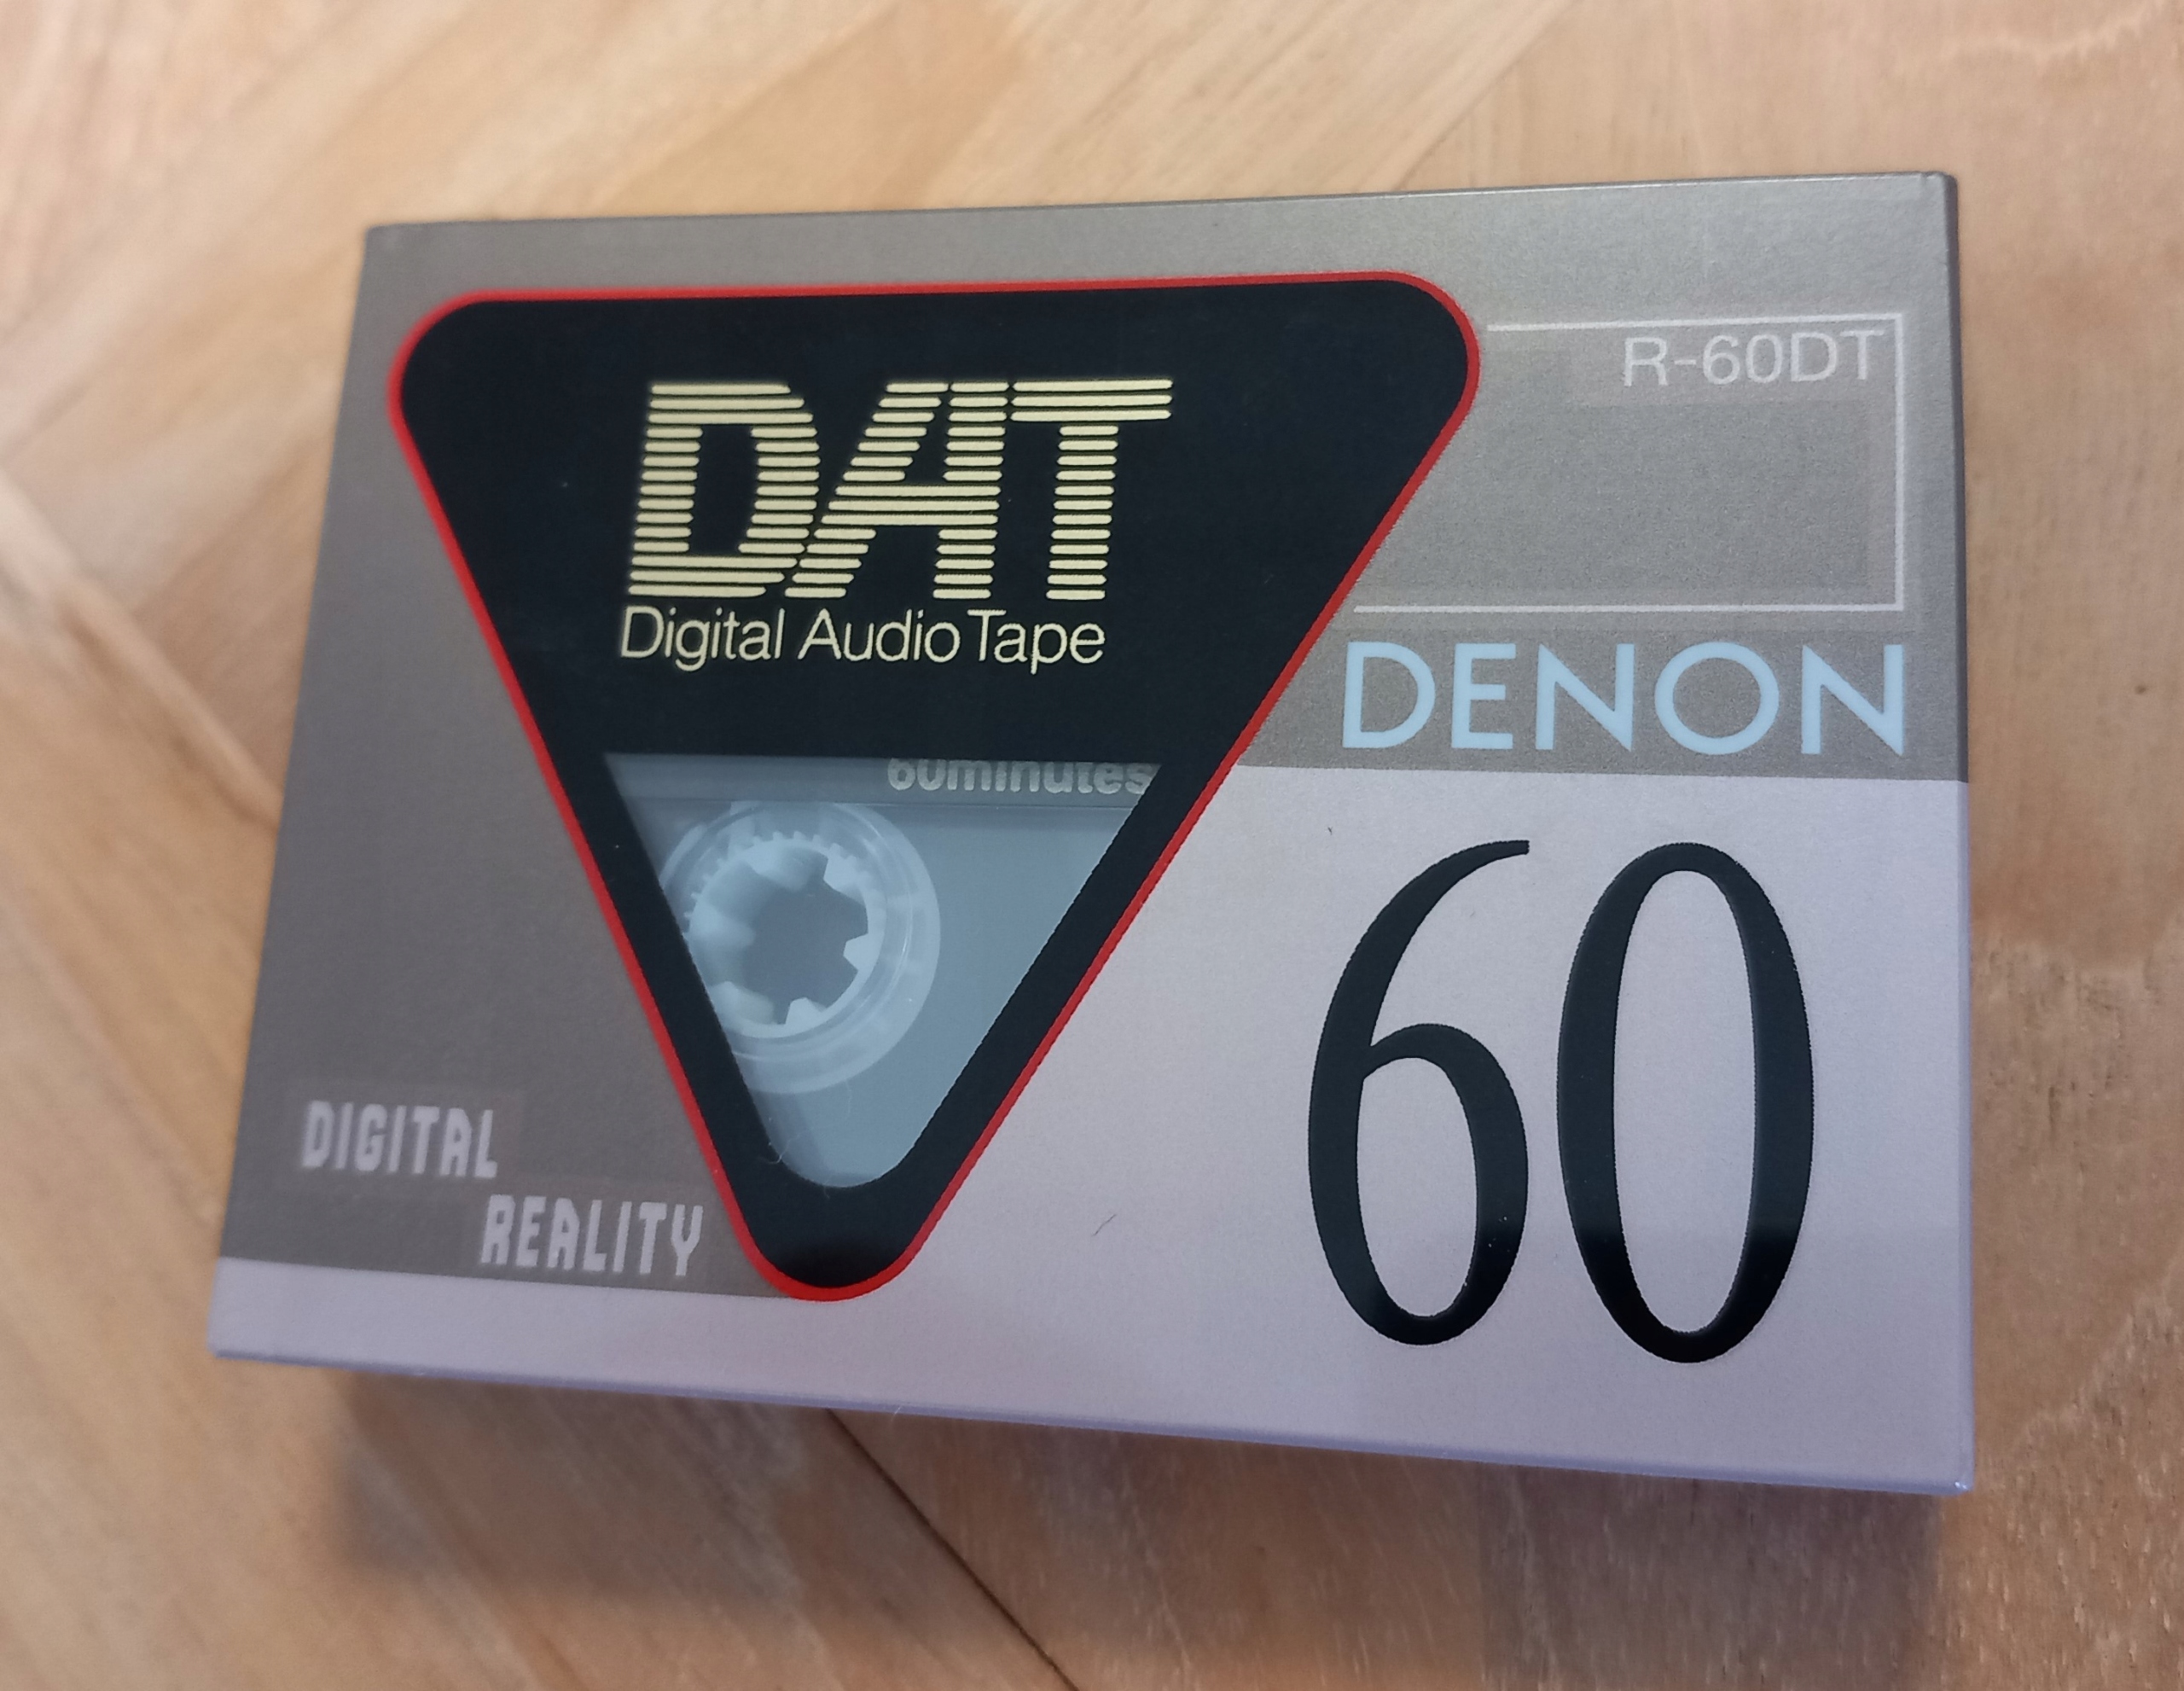 DAT
Digital Audio Tape
R-60DT
DENON
60minutes
60
DIGITAL
REALITY